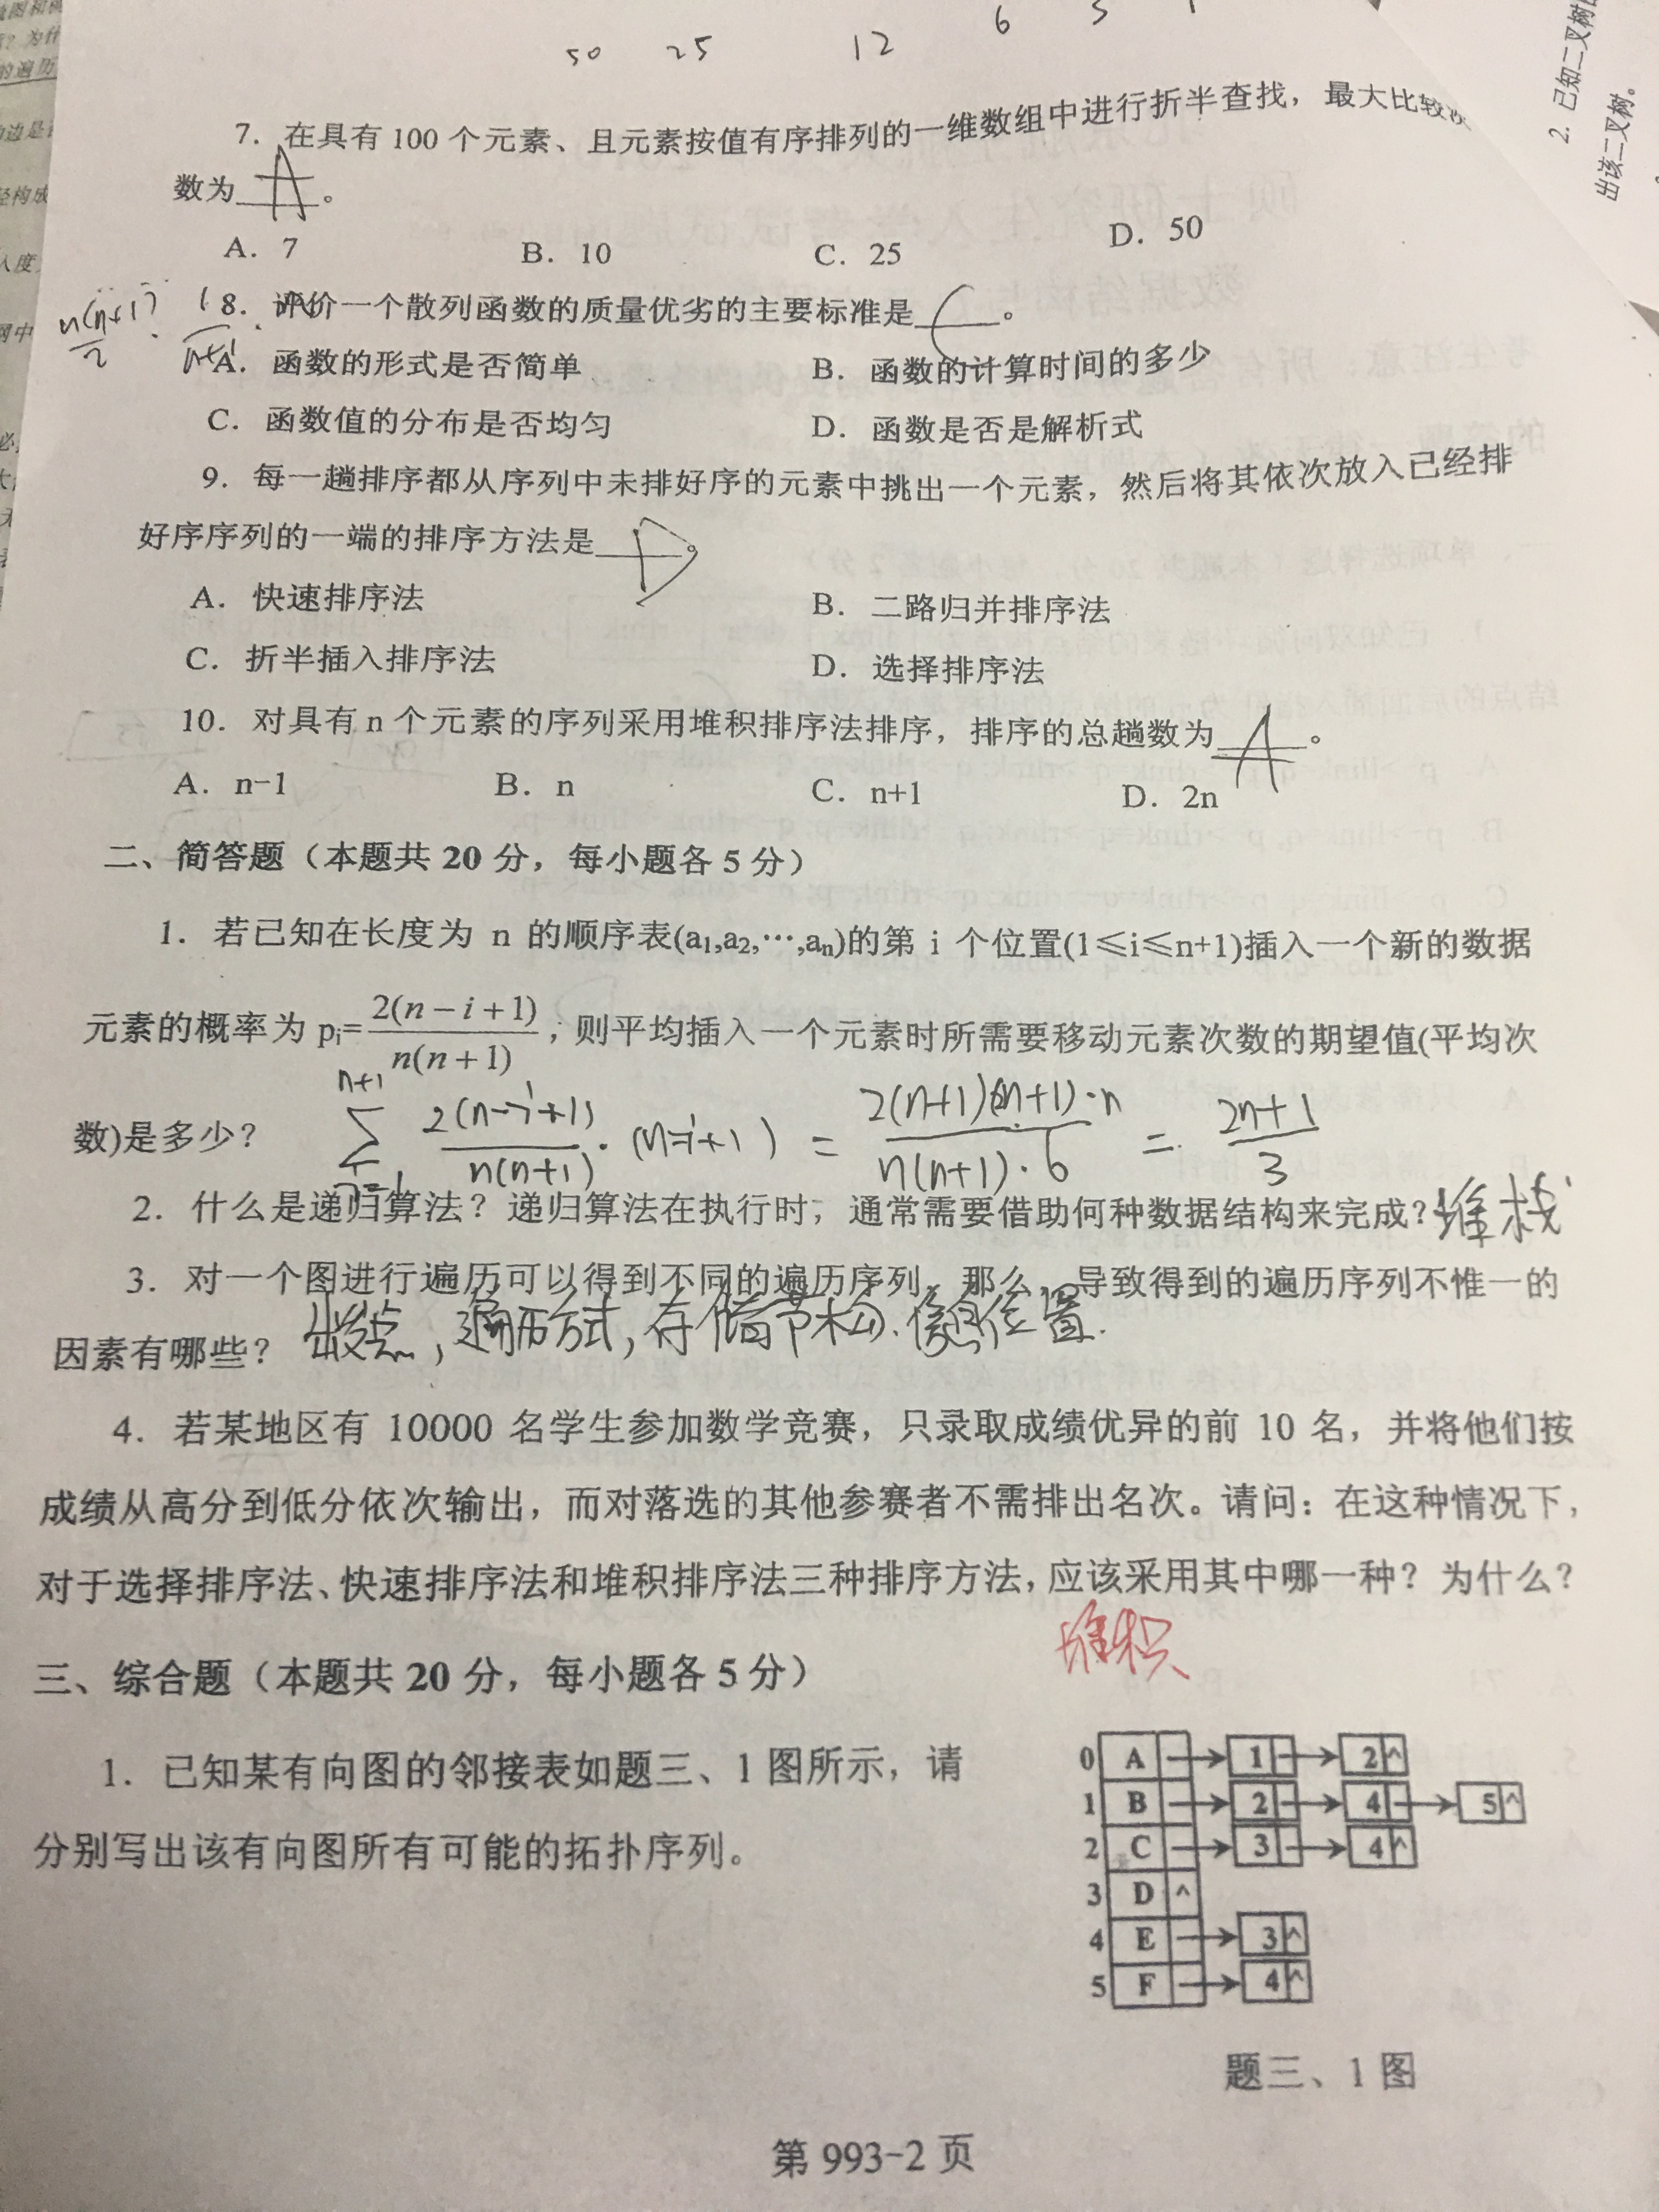 50 25 12 6 3 1
7．在具有 100 个元素、且元素按值有序排列的一维数组中进行折半查找，最大比较次
数为 A 。
A．7 B．10 C．25 D．50
n(n+1)/2 · 1/n+1
8．评价一个散列函数的质量优劣的主要标准是 C 。
A．函数的形式是否简单 B．函数的计算时间的多少
C．函数值的分布是否均匀 D．函数是否是解析式
9．每一趟排序都从序列中未排好序的元素中挑出一个元素，然后将其依次放入已经排
好序序列的一端的排序方法是 D 。
A．快速排序法 B．二路归并排序法
C．折半插入排序法 D．选择排序法
10．对具有 n 个元素的序列采用堆积排序法排序，排序的总趟数为 A 。
A．n-1 B．n C．n+1 D．2n
二、简答题（本题共 20 分，每小题各 5 分）
1．若已知在长度为 n 的顺序表(a1,a2,…,an)的第 i 个位置(1≤i≤n+1)插入一个新的数据
元素的概率为 pi=2(n-i+1)/n(n+1)，则平均插入一个元素时所需要移动元素次数的期望值(平均次
数)是多少？ n+1 ∑ i=1 2(n-i+1)/n(n+1)·(n-i+1) = 2(n+1)(2n+1)·n/n(n+1)·6 = 2n+1/3
2．什么是递归算法？递归算法在执行时，通常需要借助何种数据结构来完成？堆栈
3．对一个图进行遍历可以得到不同的遍历序列，那么，导致得到的遍历序列不惟一的
因素有哪些？ 出发点，遍历方式，存储节构、位置.
4．若某地区有 10000 名学生参加数学竞赛，只录取成绩优异的前 10 名，并将他们按
成绩从高分到低分依次输出，而对落选的其他参赛者不需排出名次。请问：在这种情况下，
对于选择排序法、快速排序法和堆积排序法三种排序方法，应该采用其中哪一种？为什么？
堆积
三、综合题（本题共 20 分，每小题各 5 分）
1．已知某有向图的邻接表如题三、1 图所示，请
分别写出该有向图所有可能的拓扑序列。
0 A 1 2 ^
1 B 2 4 5 ^
2 C 3 4 ^
3 D ^
4 E 3 ^
5 F 4 ^
题三、1 图
第 993-2 页
2. 已知二叉树
出该二叉树。